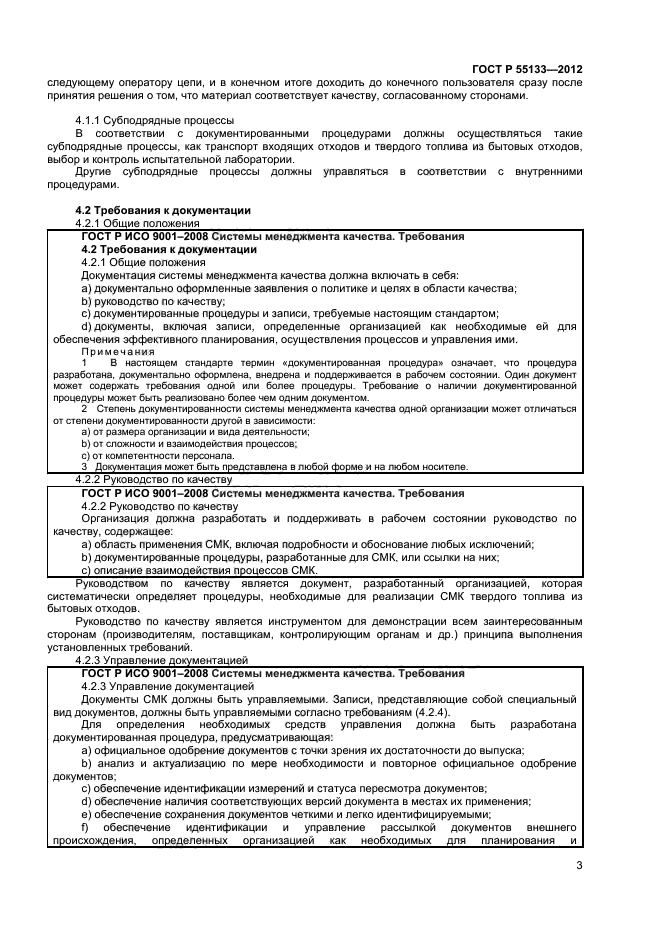 ГОСТ Р 55133—2012
следующему оператору цепи, и в конечном итоге доходить до конечного пользователя сразу после
принятия решения о том, что материал соответствует качеству, согласованному сторонами.
4.1.1 Субподрядные процессы
В соответствии с документированными процедурами должны осуществляться такие
субподрядные процессы, как транспорт входящих отходов и твердого топлива из бытовых отходов,
выбор и контроль испытательной лаборатории.
Другие субподрядные процессы должны управляться в соответствии с внутренними
процедурами.
4.2 Требования к документации
4.2.1 Общие положения
ГОСТ Р ИСО 9001–2008 Системы менеджмента качества. Требования
4.2 Требования к документации
4.2.1 Общие положения
Документация системы менеджмента качества должна включать в себя:
a) документально оформленные заявления о политике и целях в области качества;
b) руководство по качеству;
c) документированные процедуры и записи, требуемые настоящим стандартом;
d) документы, включая записи, определенные организацией как необходимые ей для
обеспечения эффективного планирования, осуществления процессов и управления ими.
Примечания
1 В настоящем стандарте термин «документированная процедура» означает, что процедура
разработана, документально оформлена, внедрена и поддерживается в рабочем состоянии. Один документ
может содержать требования одной или более процедуры. Требование о наличии документированной
процедуры может быть реализовано более чем одним документом.
2 Степень документированности системы менеджмента качества одной организации может отличаться
от степени документированности другой в зависимости:
a) от размера организации и вида деятельности;
b) от сложности и взаимодействия процессов;
c) от компетентности персонала.
3 Документация может быть представлена в любой форме и на любом носителе.
4.2.2 Руководство по качеству
ГОСТ Р ИСО 9001–2008 Системы менеджмента качества. Требования
4.2.2 Руководство по качеству
Организация должна разработать и поддерживать в рабочем состоянии руководство по
качеству, содержащее:
a) область применения СМК, включая подробности и обоснование любых исключений;
b) документированные процедуры, разработанные для СМК, или ссылки на них;
c) описание взаимодействия процессов СМК.
Руководством по качеству является документ, разработанный организацией, которая
систематически определяет процедуры, необходимые для реализации СМК твердого топлива из
бытовых отходов.
Руководство по качеству является инструментом для демонстрации всем заинтересованным
сторонам (производителям, поставщикам, контролирующим органам и др.) принципа выполнения
установленных требований.
4.2.3 Управление документацией
ГОСТ Р ИСО 9001–2008 Системы менеджмента качества. Требования
4.2.3 Управление документацией
Документы СМК должны быть управляемыми. Записи, представляющие собой специальный
вид документов, должны быть управляемыми согласно требованиям (4.2.4).
Для определения необходимых средств управления должна быть разработана
документированная процедура, предусматривающая:
a) официальное одобрение документов с точки зрения их достаточности до выпуска;
b) анализ и актуализацию по мере необходимости и повторное официальное одобрение
документов;
c) обеспечение идентификации измерений и статуса пересмотра документов;
d) обеспечение наличия соответствующих версий документа в местах их применения;
e) обеспечение сохранения документов четкими и легко идентифицируемыми;
f) обеспечение идентификации и управление рассылкой документов внешнего
происхождения, определенных организацией как необходимых для планирования и
3